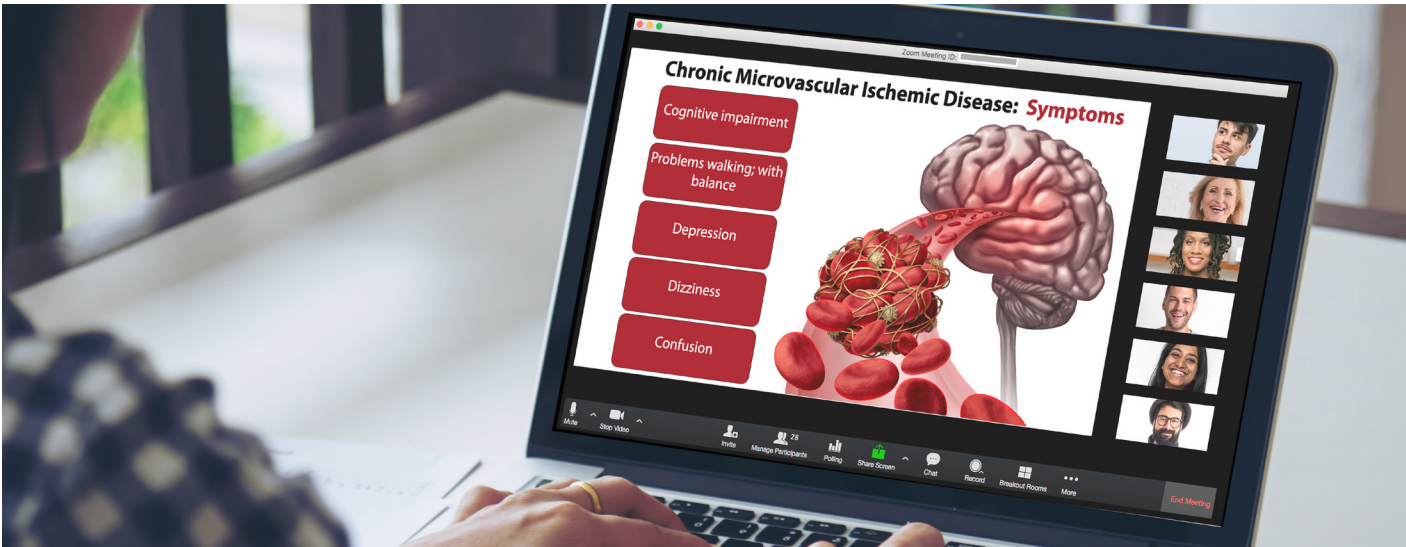 Zoom Meeting ID:
Chronic Microvascular Ischemic Disease: Symptoms
Cognitive impairment
Problems walking; with
balance
Depression
Dizziness
Confusion
Mute
Stop Video
Invite
28
Manage Participants
Polling
Share Screen
Chat
Record
Breakout Rooms
More
End Meeting